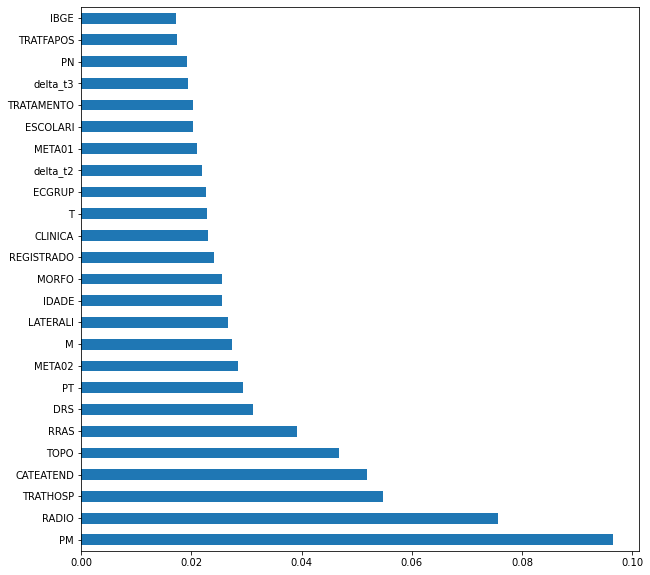 IBGE
TRATFAPOS
PN
delta_t3
TRATAMENTO
ESCOLARI
META01
delta_t2
ECGRUP
T
CLINICA
REGISTRADO
MORFO
IDADE
LATERALI
M
META02
PT
DRS
RRAS
TOPO
CATEATEND
TRATHOSP
RADIO
PM
0.00 0.02 0.04 0.06 0.08 0.10